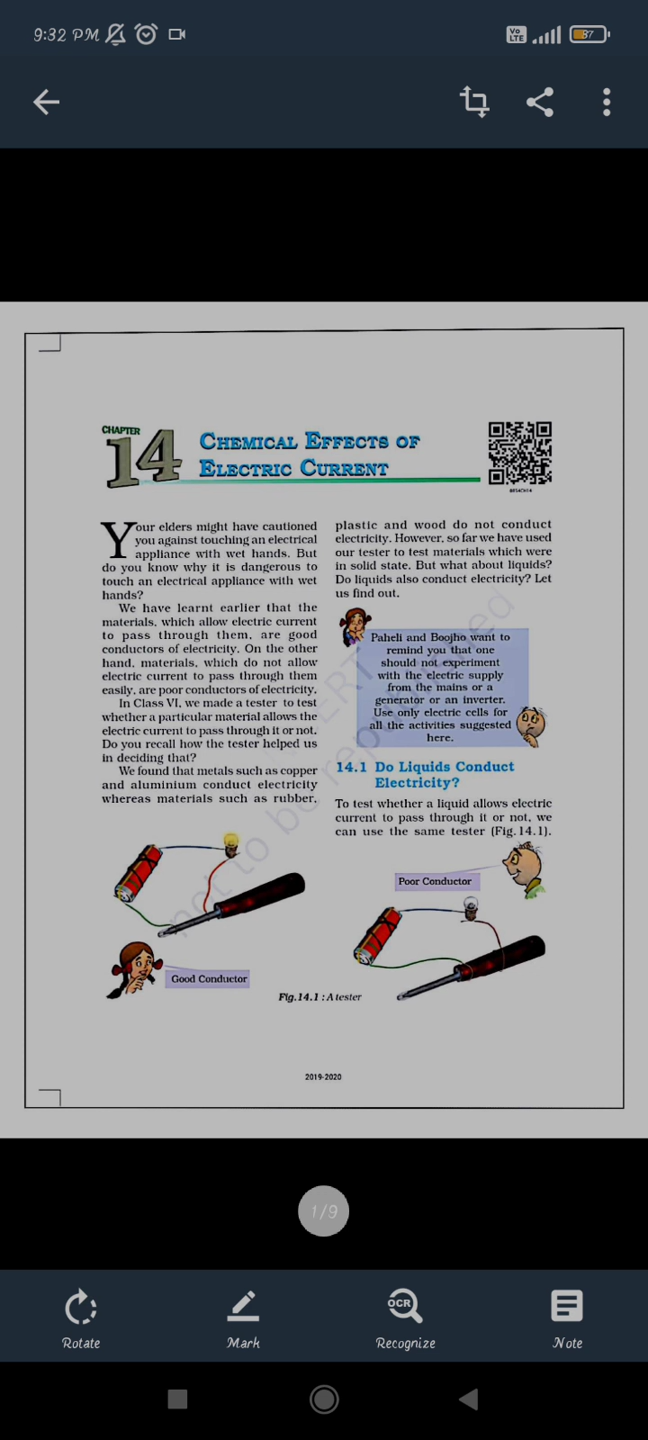 9:32 PM
Vo LTE
37
CHAPTER
14
CHEMICAL EFFECTS OF
ELECTRIC CURRENT
Your elders might have cautioned
you against touching an electrical
appliance with wet hands. But
do you know why it is dangerous to
touch an electrical appliance with wet
hands?
We have learnt earlier that the
materials, which allow electric current
to pass through them, are good
conductors of electricity. On the other
hand, materials, which do not allow
electric current to pass through them
easily, are poor conductors of electricity.
In Class VI, we made a tester to test
whether a particular material allows the
electric current to pass through it or not.
Do you recall how the tester helped us
in deciding that?
We found that metals such as copper
and aluminium conduct electricity
whereas materials such as rubber,
plastic and wood do not conduct
electricity. However, so far we have used
our tester to test materials which were
in solid state. But what about liquids?
Do liquids also conduct electricity? Let
us find out.
Paheli and Boojho want to
remind you that one
should not experiment
with the electric supply
from the mains or a
generator or an inverter.
Use only electric cells for
all the activities suggested
here.
14.1 Do Liquids Conduct
Electricity?
To test whether a liquid allows electric
current to pass through it or not, we
can use the same tester (Fig.14.1).
Good Conductor
Poor Conductor
Fig.14.1 : A tester
not to be republished
2019-2020
1/9
Rotate
Mark
OCR
Recognize
Note